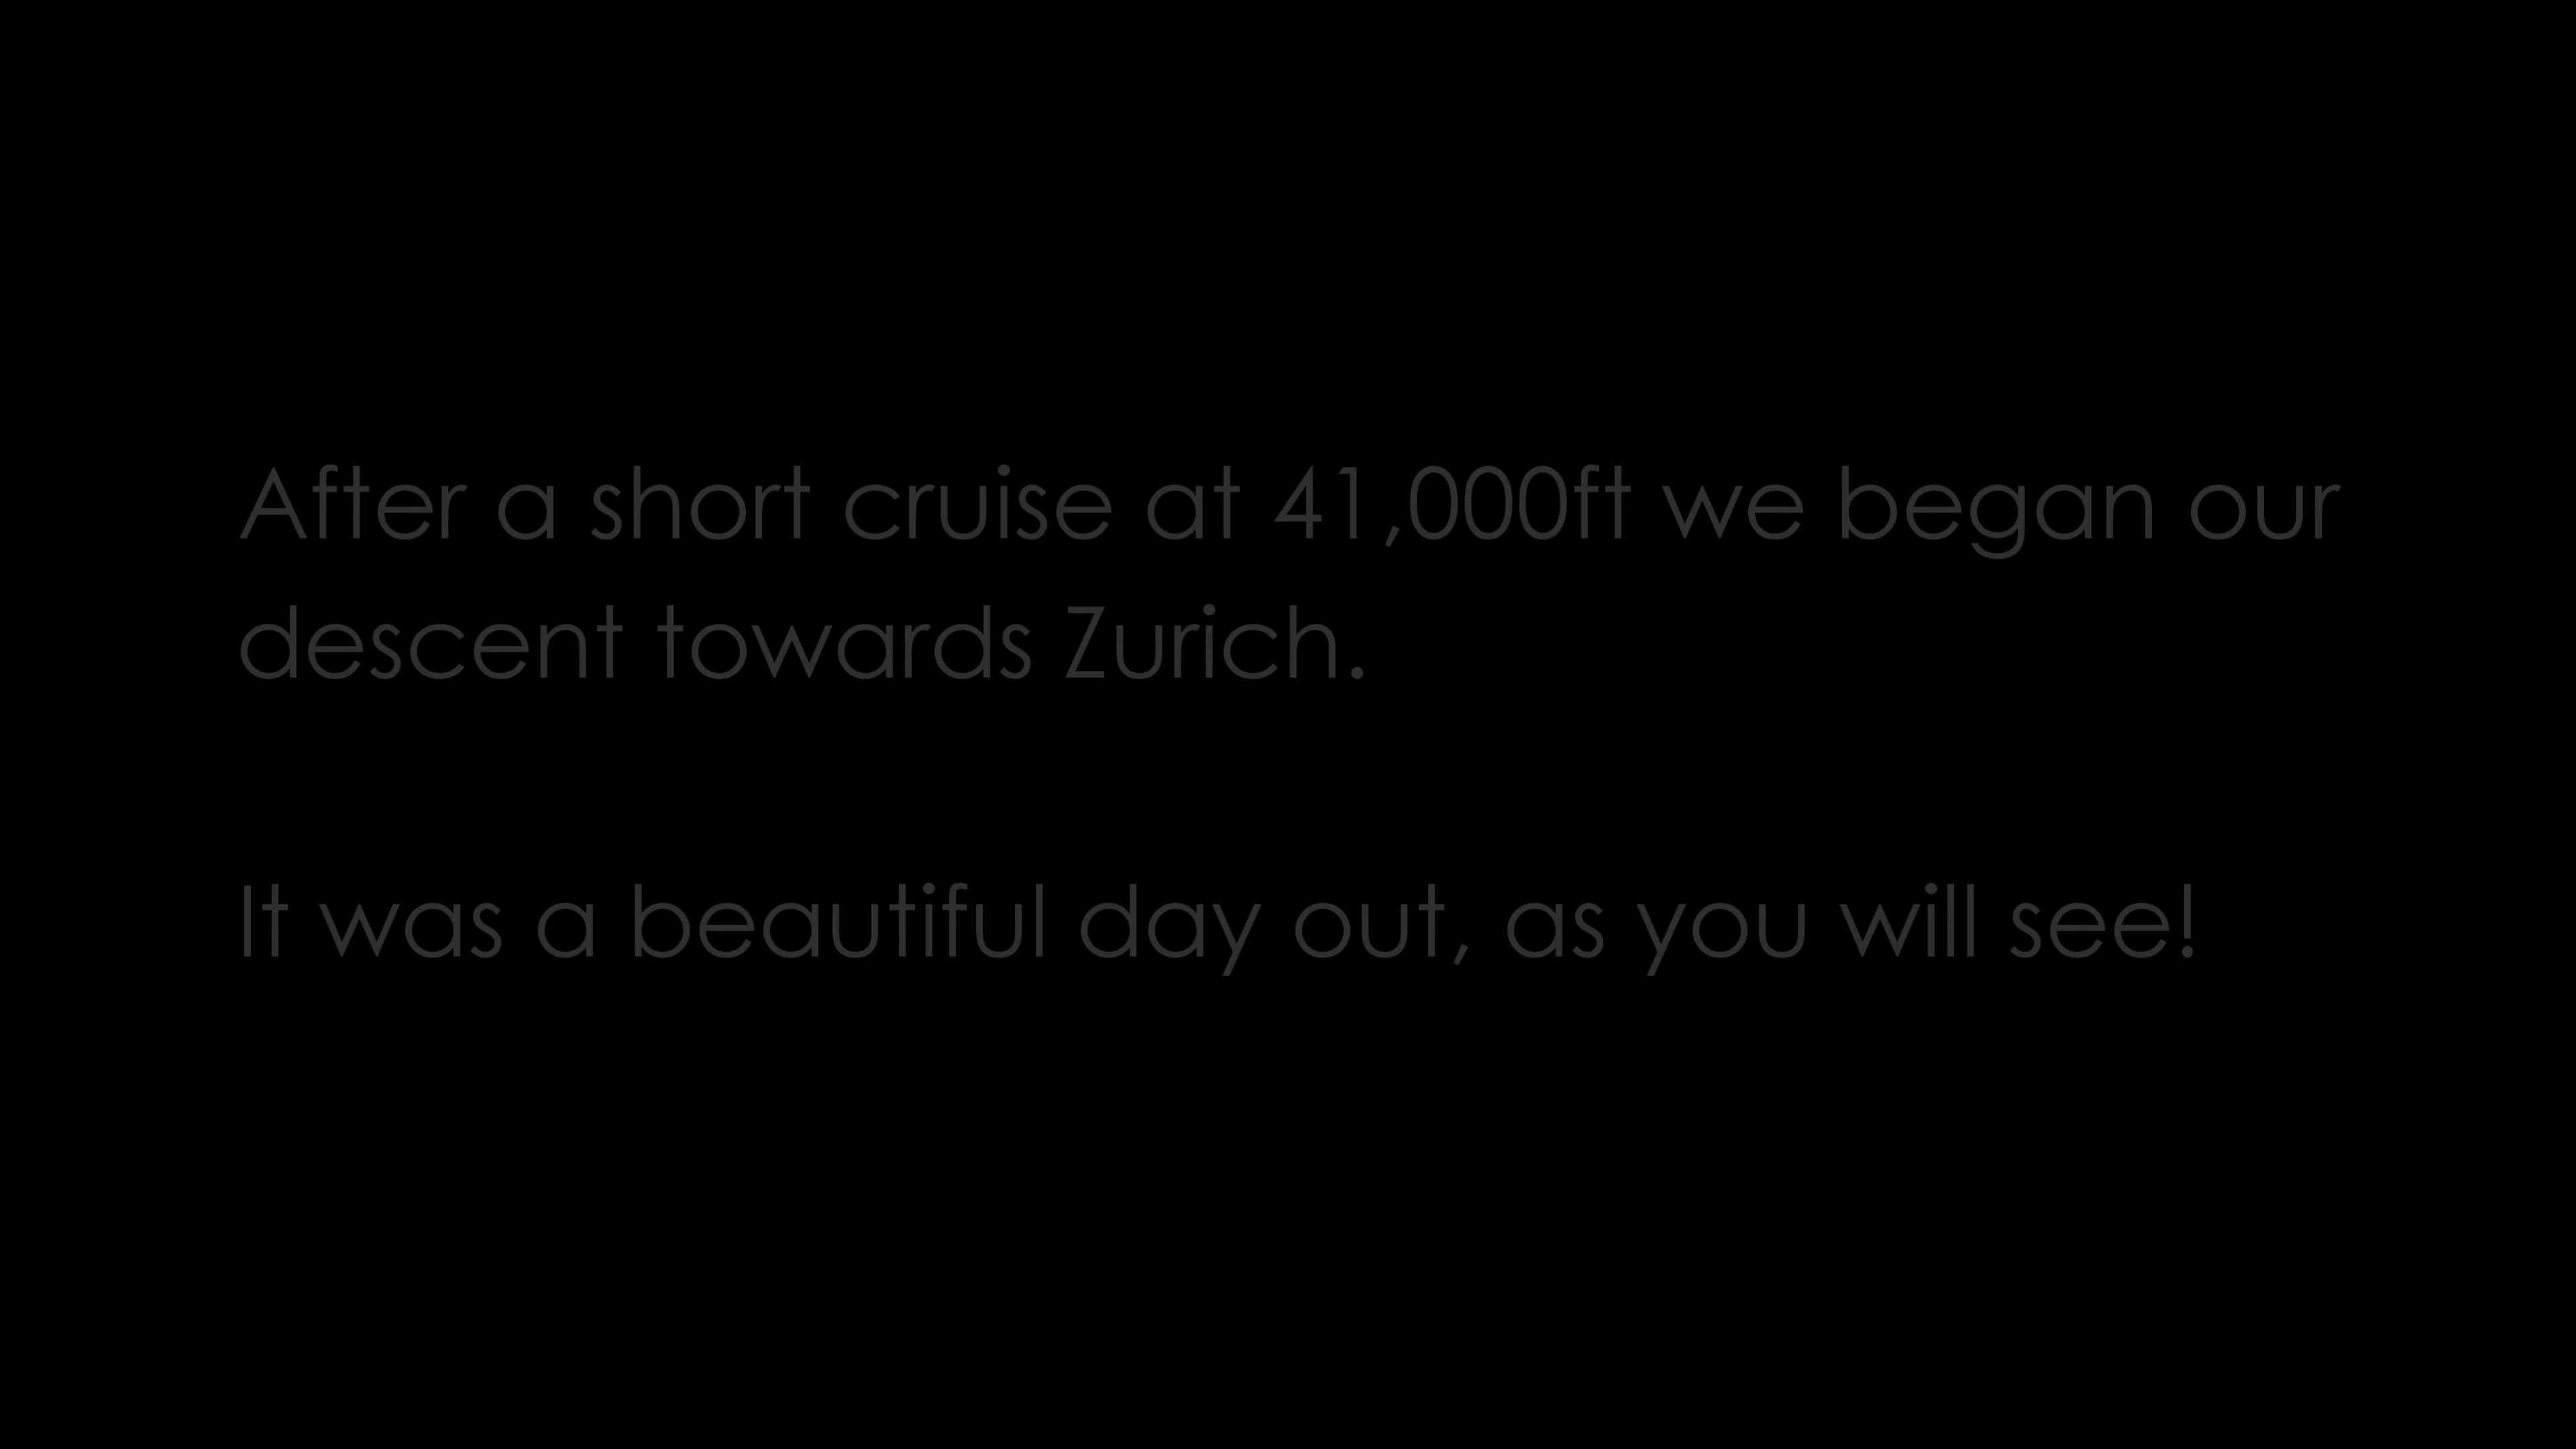 After a short cruise at 41,000ft we began our
descent towards Zurich.
It was a beautiful day out, as you will see!